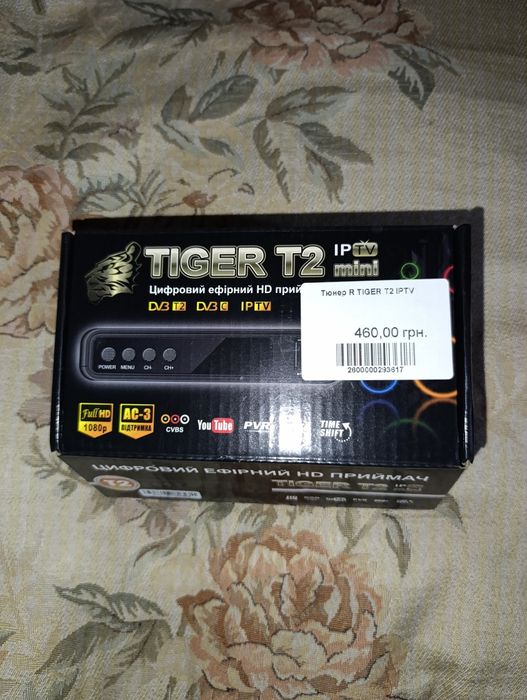 TIGER T2 IPTV
mini
Цифровий ефірний HD
DVB T2 DVB C IPTV
Тюнер R TIGER T2 IPTV
460,00 грн.
2600000293617
POWER MENU CH- CH+
Full HD
1080p
AC-3
ПІДТРИМКА
CVBS
YouTube
PVR
TIME
SHIFT
ЦИФРОВИЙ ЕФІРНИЙ HD ПРИЙМАЧ
T2
TIGER T2